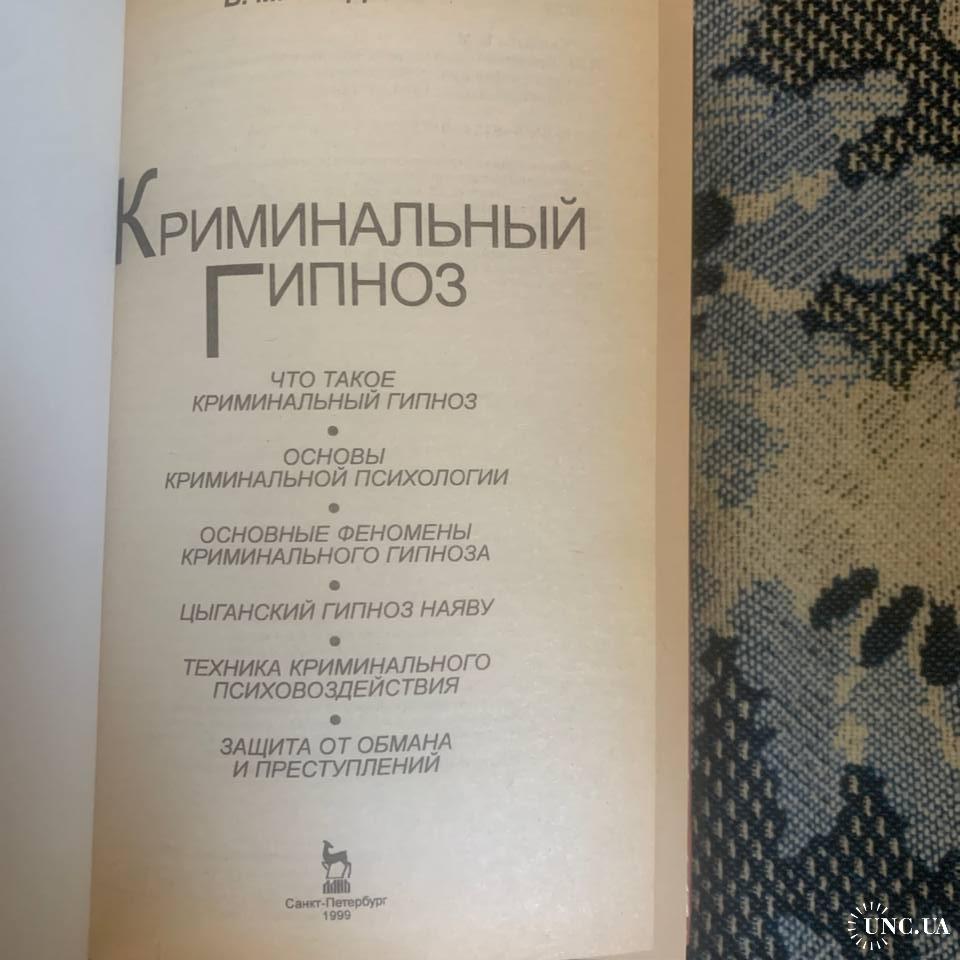 КРИМИНАЛЬНЫЙ
ГИПНОЗ
ЧТО ТАКОЕ
КРИМИНАЛЬНЫЙ ГИПНОЗ
•
ОСНОВЫ
КРИМИНАЛЬНОЙ ПСИХОЛОГИИ
•
ОСНОВНЫЕ ФЕНОМЕНЫ
КРИМИНАЛЬНОГО ГИПНОЗА
•
ЦЫГАНСКИЙ ГИПНОЗ НАЯВУ
•
ТЕХНИКА КРИМИНАЛЬНОГО
ПСИХОВОЗДЕЙСТВИЯ
•
ЗАЩИТА ОТ ОБМАНА
И ПРЕСТУПЛЕНИЙ
ЛАНЬ
Санкт-Петербург
1999
UNC.UA